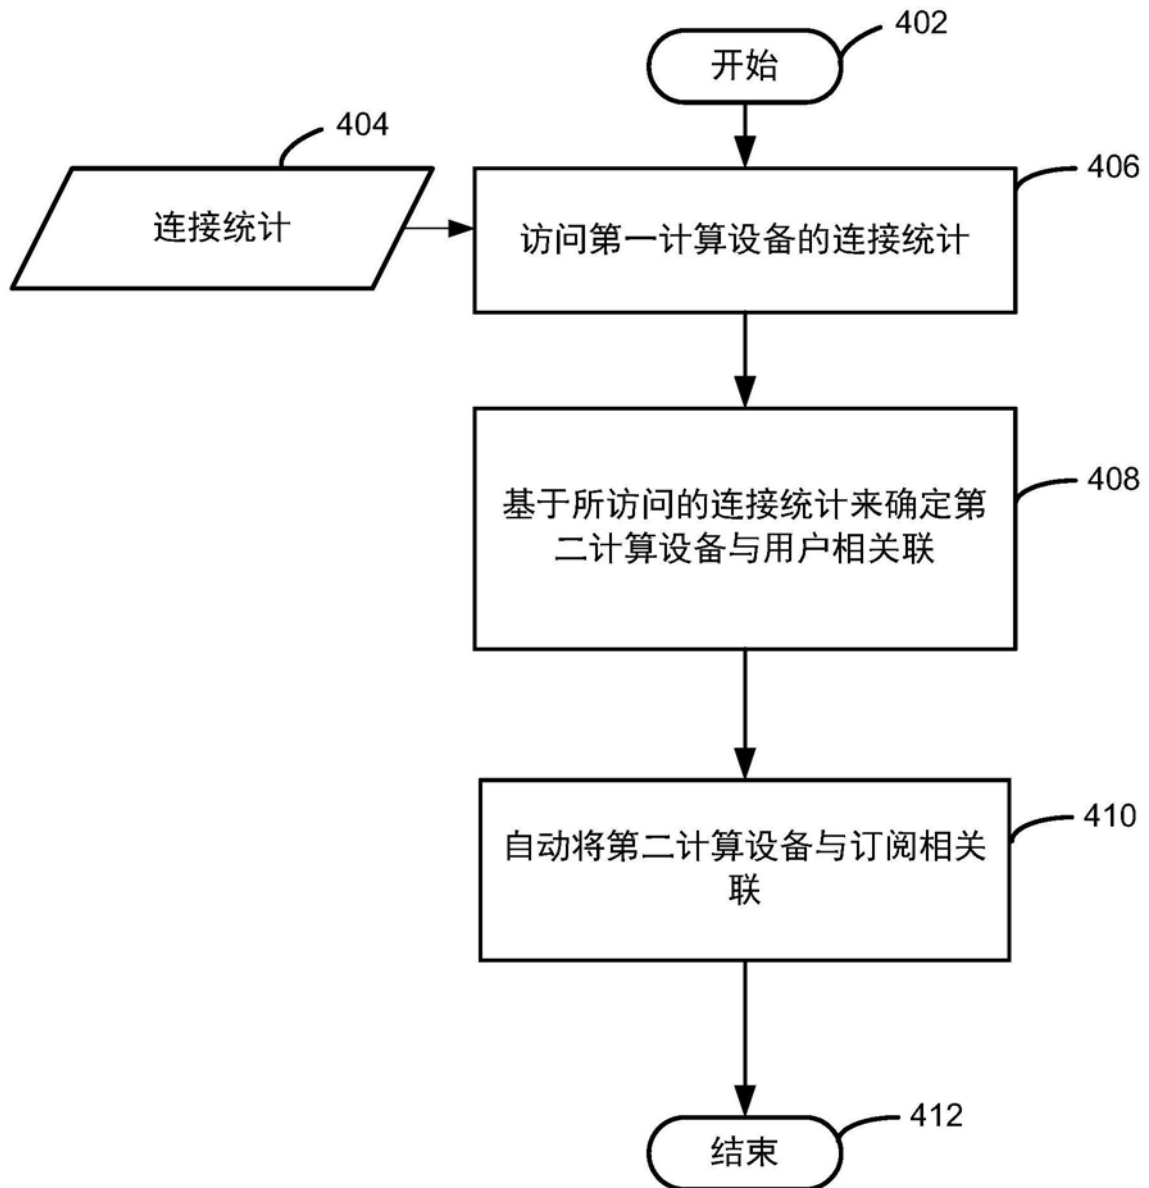 402
开始
404
406
连接统计
访问第一计算设备的连接统计
408
基于所访问的连接统计来确定第
二计算设备与用户相关联
410
自动将第二计算设备与订阅相关
联
412
结束